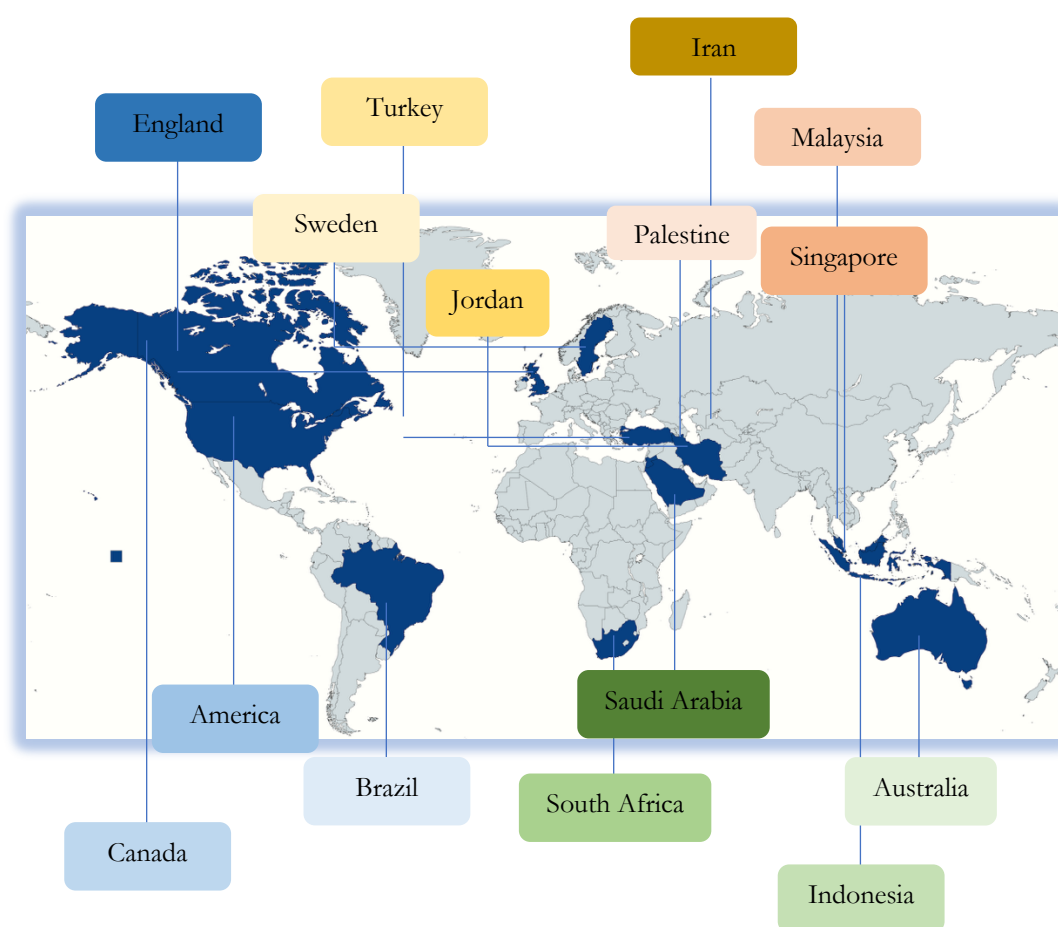 Iran
Turkey
England
Malaysia
Sweden
Palestine
Singapore
Jordan
America
Saudi Arabia
Brazil
South Africa
Australia
Canada
Indonesia